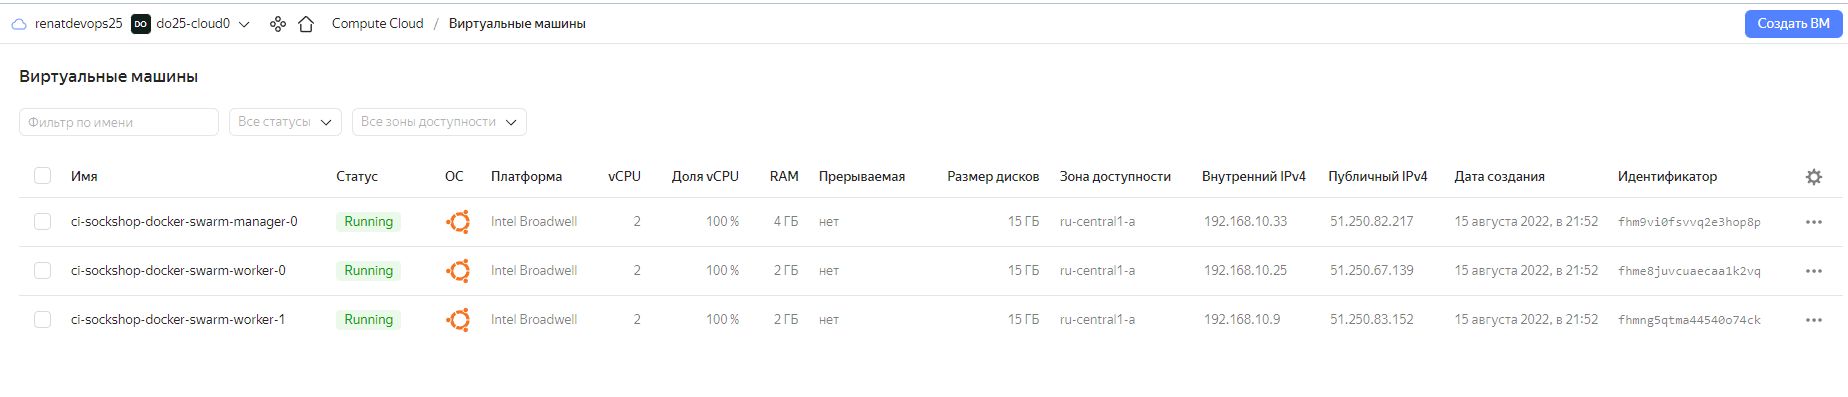 renatdevops25 DO do25-cloud0 Compute Cloud / Виртуальные машины Создать ВМ
Виртуальные машины
Фильтр по имени Все статусы Все зоны доступности
Имя Статус ОС Платформа vCPU Доля vCPU RAM Прерываемая Размер дисков Зона доступности Внутренний IPv4 Публичный IPv4 Дата создания Идентификатор
ci-sockshop-docker-swarm-manager-0 Running Intel Broadwell 2 100 % 4 ГБ нет 15 ГБ ru-central1-a 192.168.10.33 51.250.82.217 15 августа 2022, в 21:52 fhm9vi0fsvvq2e3hop8p
ci-sockshop-docker-swarm-worker-0 Running Intel Broadwell 2 100 % 2 ГБ нет 15 ГБ ru-central1-a 192.168.10.25 51.250.67.139 15 августа 2022, в 21:52 fhme8juvcuaecaa1k2vq
ci-sockshop-docker-swarm-worker-1 Running Intel Broadwell 2 100 % 2 ГБ нет 15 ГБ ru-central1-a 192.168.10.9 51.250.83.152 15 августа 2022, в 21:52 fhmng5qtma44540o74ck